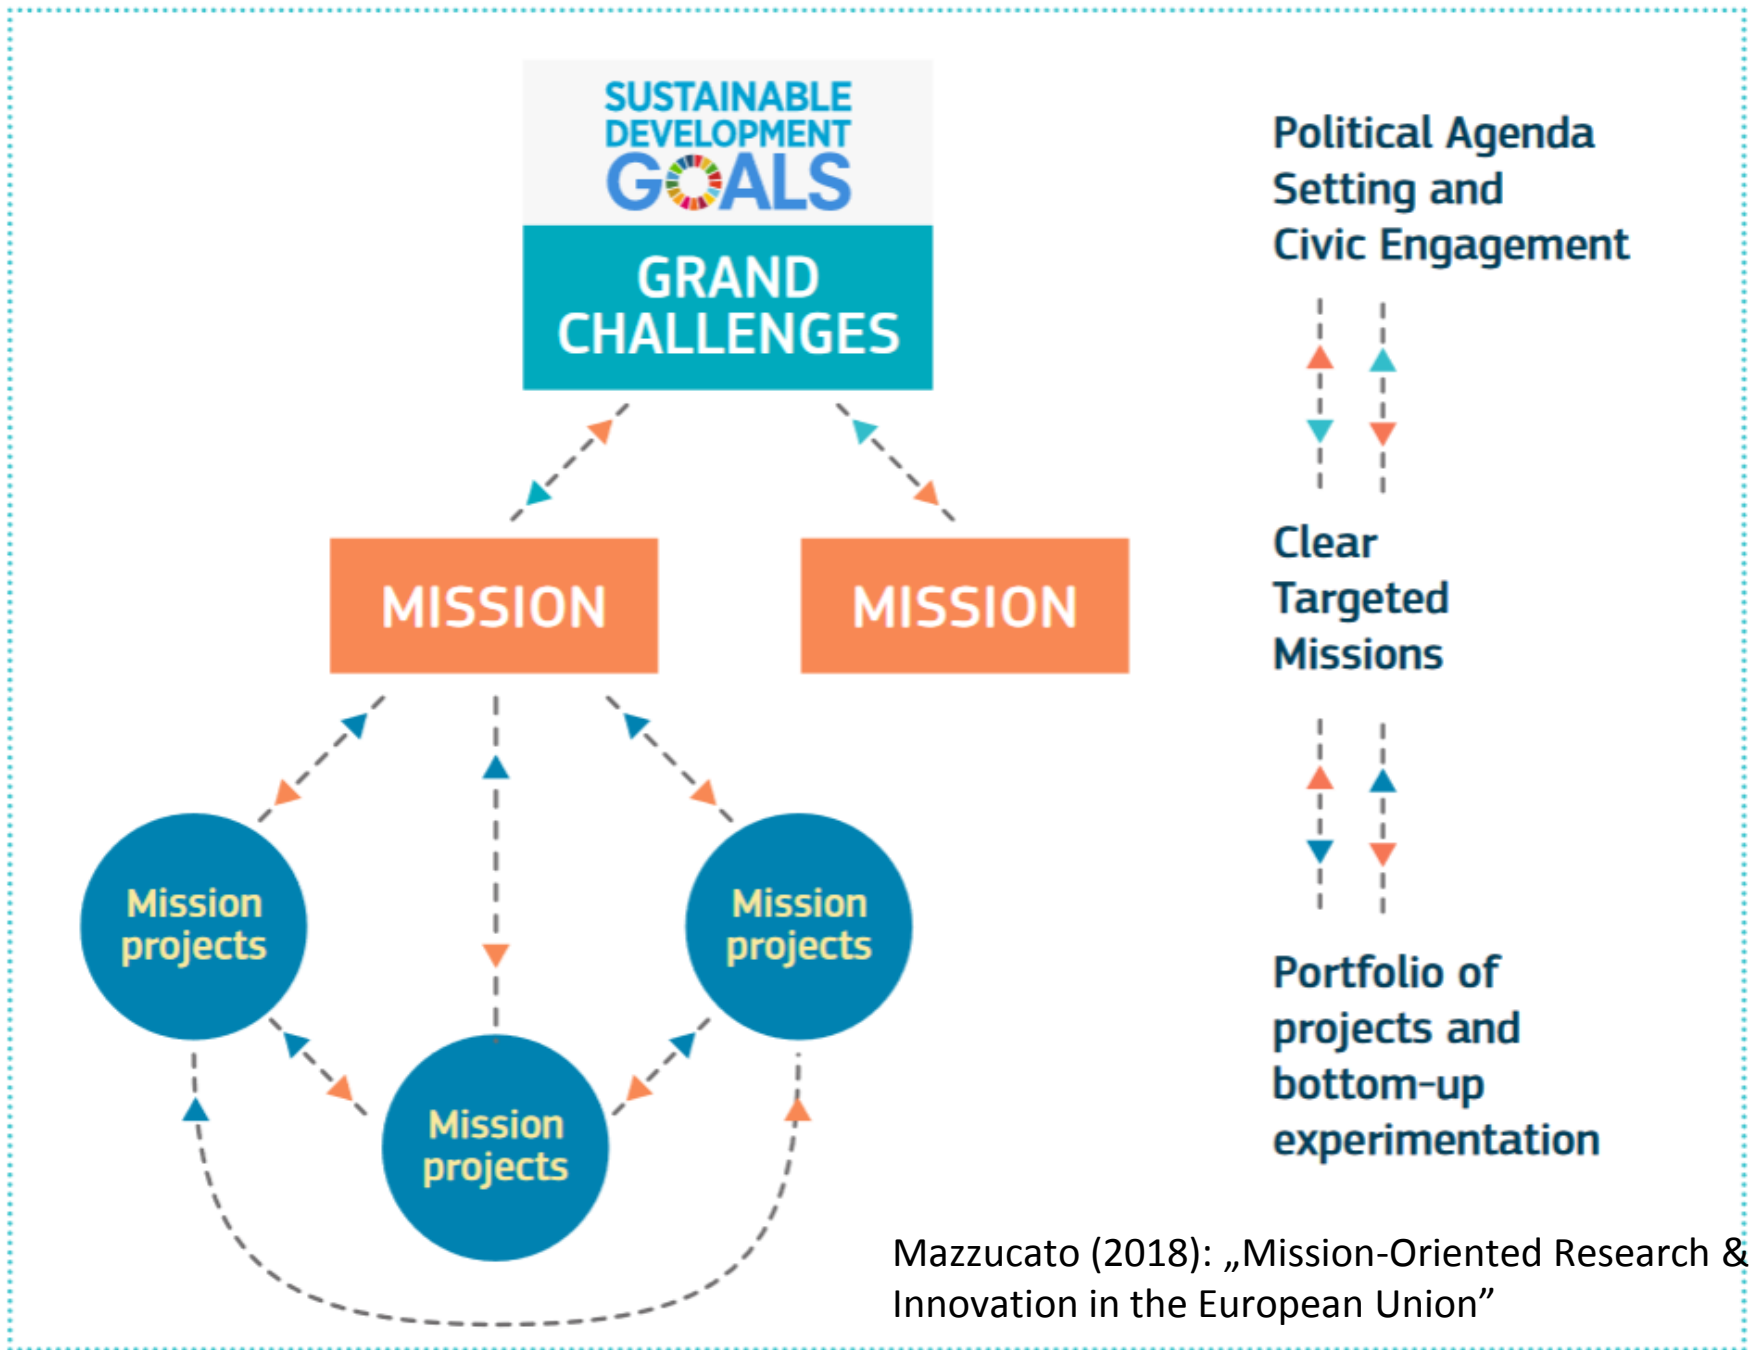 SUSTAINABLE
DEVELOPMENT
GOALS
GRAND
CHALLENGES
MISSION
MISSION
Mission
projects
Mission
projects
Mission
projects
Political Agenda
Setting and
Civic Engagement
Clear
Targeted
Missions
Portfolio of
projects and
bottom-up
experimentation
Mazzucato (2018): „Mission-Oriented Research &
Innovation in the European Union”